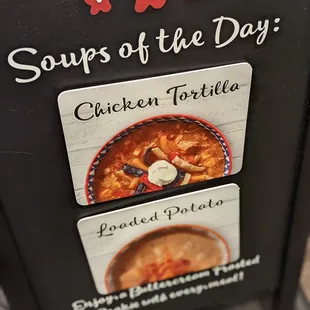 Soups of the Day:
Chicken Tortilla
Loaded Potato
Enjoy a Buttercream Frosted
Cookie with every meal!